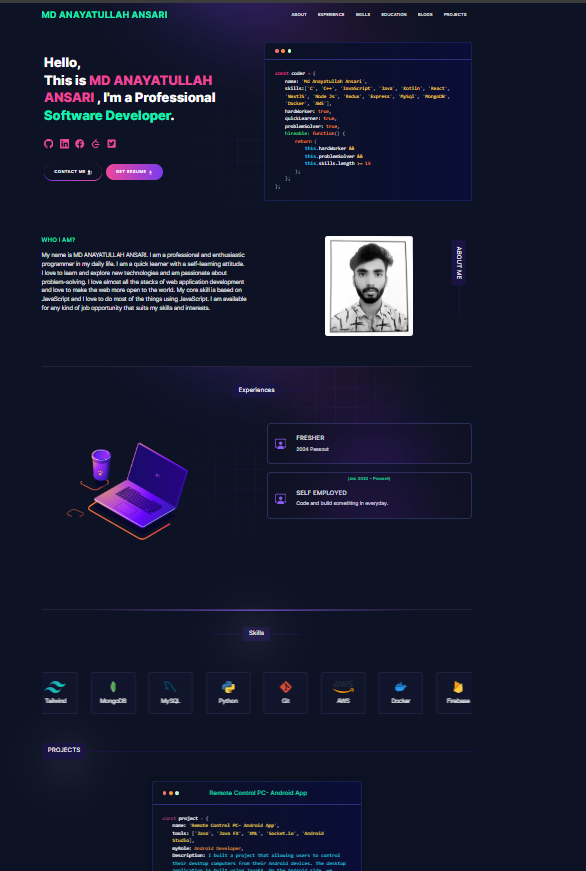 MD ANAYATULLAH ANSARI
ABOUT EXPERIENCE SKILLS EDUCATION BLOGS PROJECTS
Hello,
This is MD ANAYATULLAH
ANSARI , I'm a Professional
Software Developer.
CONTACT ME
GET RESUME
const coder = {
name: 'Md Anayatullah Ansari',
skills:['C', 'C++', 'JavaScript', 'Java', 'Kotlin', 'React',
'NextJS', 'Node Js', 'Redux', 'Express', 'MySql', 'MongoDB',
'Docker', 'AWS'],
hardWorker: true,
quickLearner: true,
problemSolver: true,
hireable: function() {
return (
this.hardWorker &&
this.problemSolver &&
this.skills.length >= 15
);
};
};
WHO I AM?
My name is MD ANAYATULLAH ANSARI. I am a professional and enthusiastic
programmer in my daily life. I am a quick learner with a self-learning attitude.
I love to learn and explore new technologies and am passionate about
problem-solving. I love almost all the stacks of web application development
and love to make the web more open to the world. My core skill is based on
JavaScript and I love to do most of the things using JavaScript. I am available
for any kind of job opportunity that suits my skills and interests.
ABOUT ME
Experiences
FRESHER
2024 Passout
(Jan 2022 - Present)
SELF EMPLOYED
Code and build something in everyday.
Skills
Tailwind
MongoDB
MySQL
Python
Git
aws
AWS
Docker
Firebase
PROJECTS
Remote Control PC- Android App
const project = {
name: 'Remote Control PC- Android App',
tools: ['Java', 'Java FX', 'XML', 'Socket.io', 'Android
Studio],
myRole: Android Developer,
Description: I built a project that allowing users to control
their desstop computers from their Android devices. The desstop